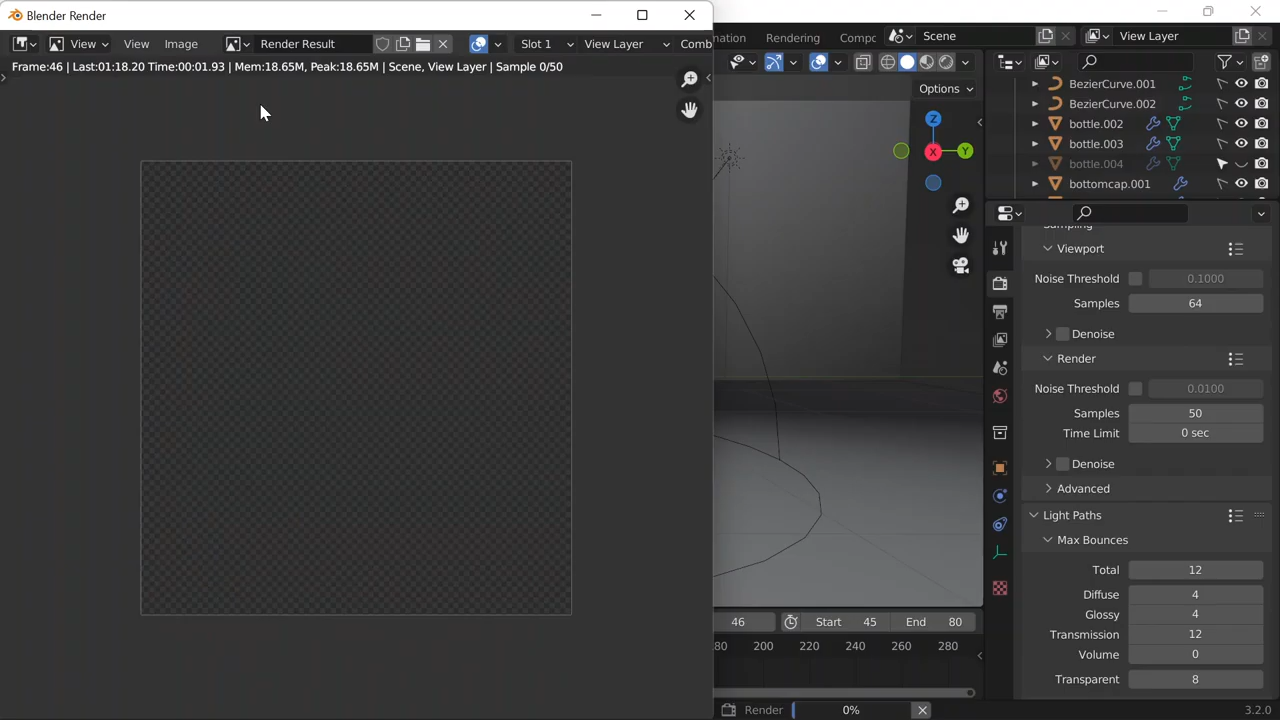 Blender Render
View
View
Image
Render Result
Slot 1
View Layer
Comb
Frame:46 | Last:01:18.20 Time:00:01.93 | Mem:18.65M, Peak:18.65M | Scene, View Layer | Sample 0/50
mation
Rendering
Compc
Scene
View Layer
Options
Z
X
Y
BezierCurve.001
BezierCurve.002
bottle.002
bottle.003
bottle.004
bottomcap.001
Viewport
Noise Threshold 0.1000
Samples 64
Denoise
Render
Noise Threshold 0.0100
Samples 50
Time Limit 0 sec
Denoise
Advanced
Light Paths
Max Bounces
Total 12
Diffuse 4
Glossy 4
Transmission 12
Volume 0
Transparent 8
46
Start 45
End 80
80 200 220 240 260 280
Render 0%
3.2.0